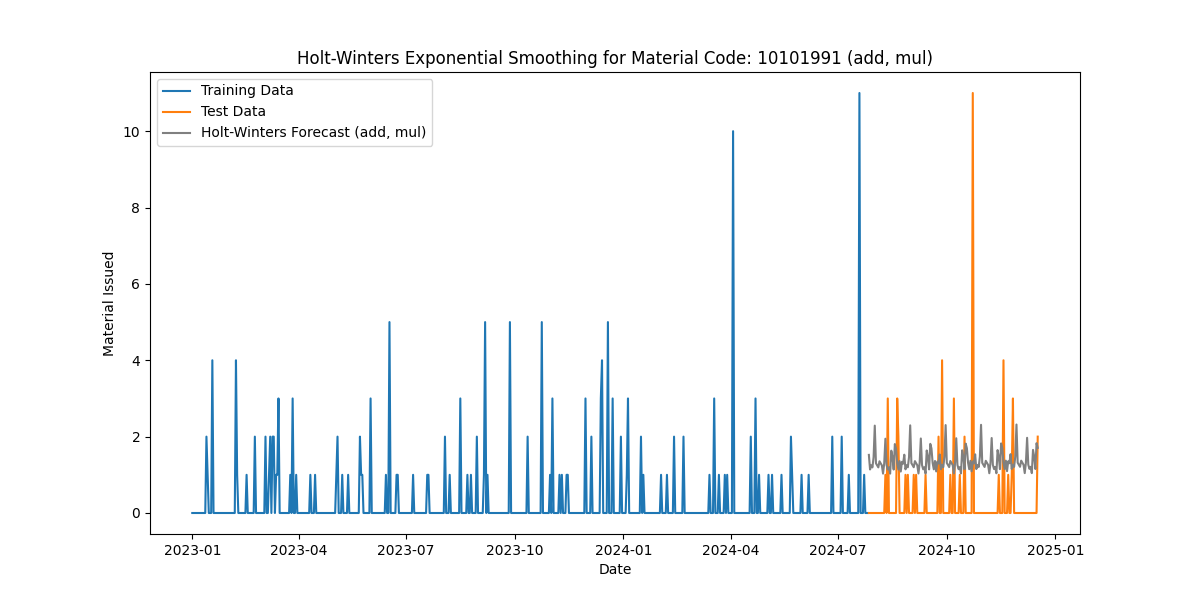 Holt-Winters Exponential Smoothing for Material Code: 10101991 (add, mul)
Training Data
Test Data
Holt-Winters Forecast (add, mul)
10
8
6
4
2
0
Material Issued
2023-01
2023-04
2023-07
2023-10
2024-01
2024-04
2024-07
2024-10
2025-01
Date